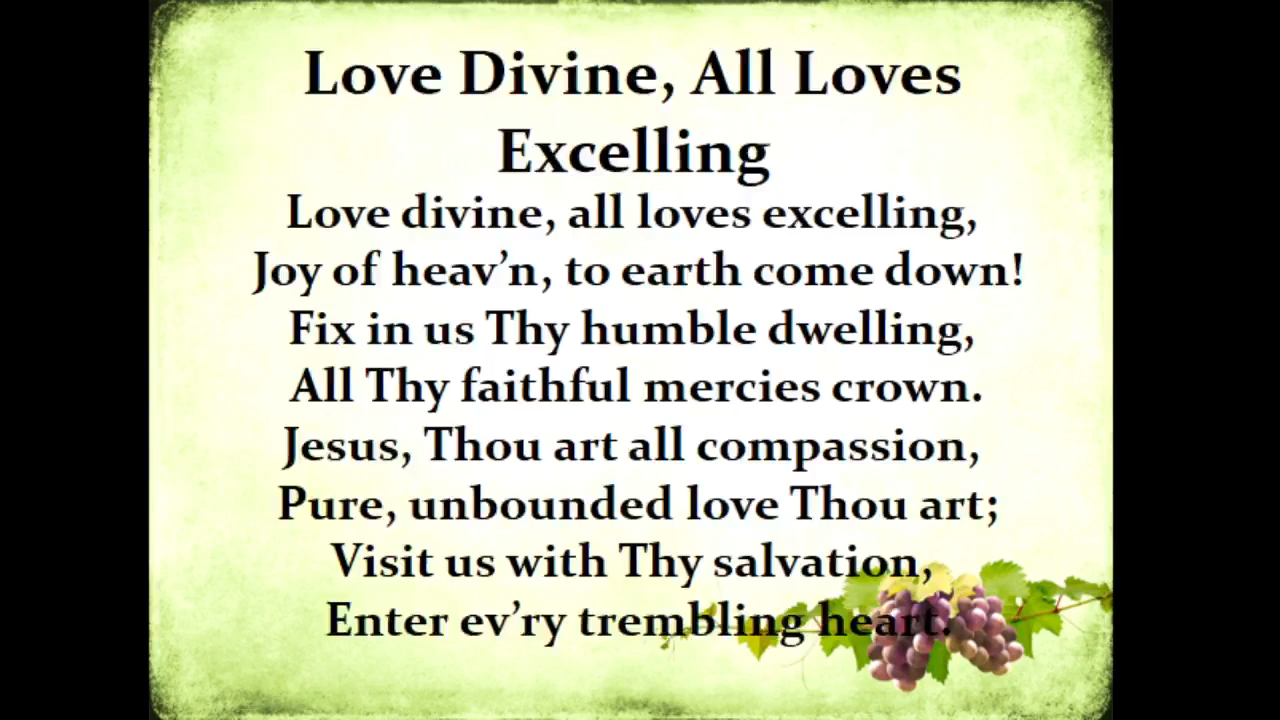 Love Divine, All Loves
Excelling
Love divine, all loves excelling,
Joy of heav’n, to earth come down!
Fix in us Thy humble dwelling,
All Thy faithful mercies crown.
Jesus, Thou art all compassion,
Pure, unbounded love Thou art;
Visit us with Thy salvation,
Enter ev’ry trembling heart.